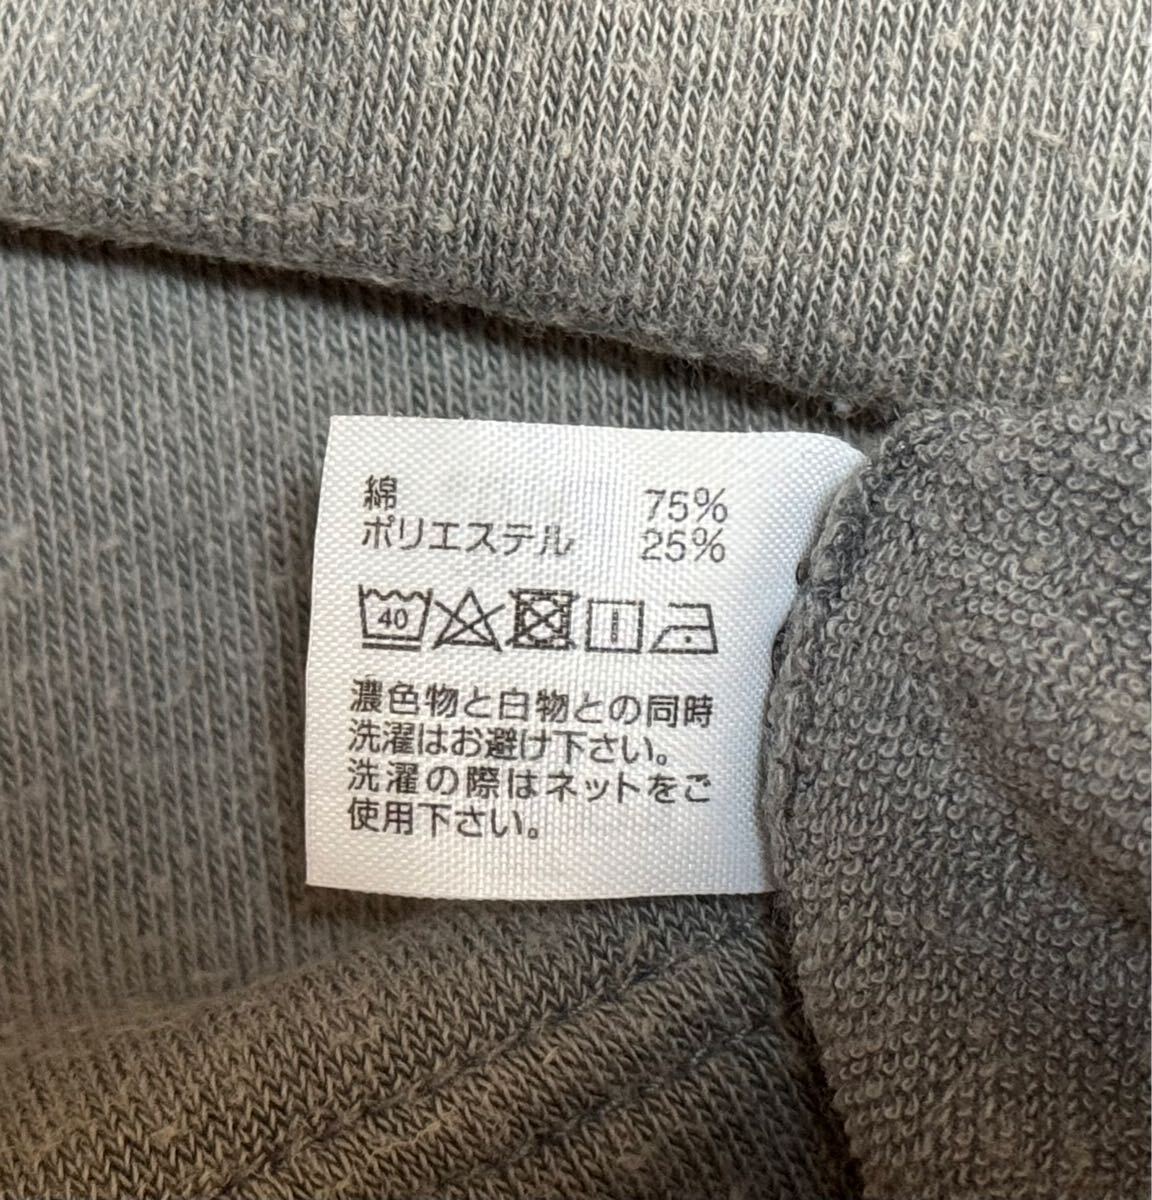 綿 75%
ポリエステル 25%
40
濃色物と白物との同時
洗濯はお避け下さい。
洗濯の際はネットをご
使用下さい。